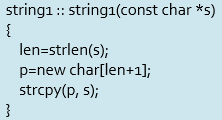 string1 :: string1(const char *s)
{
len=strlen(s);
p=new char[len+1];
strcpy(p, s);
}